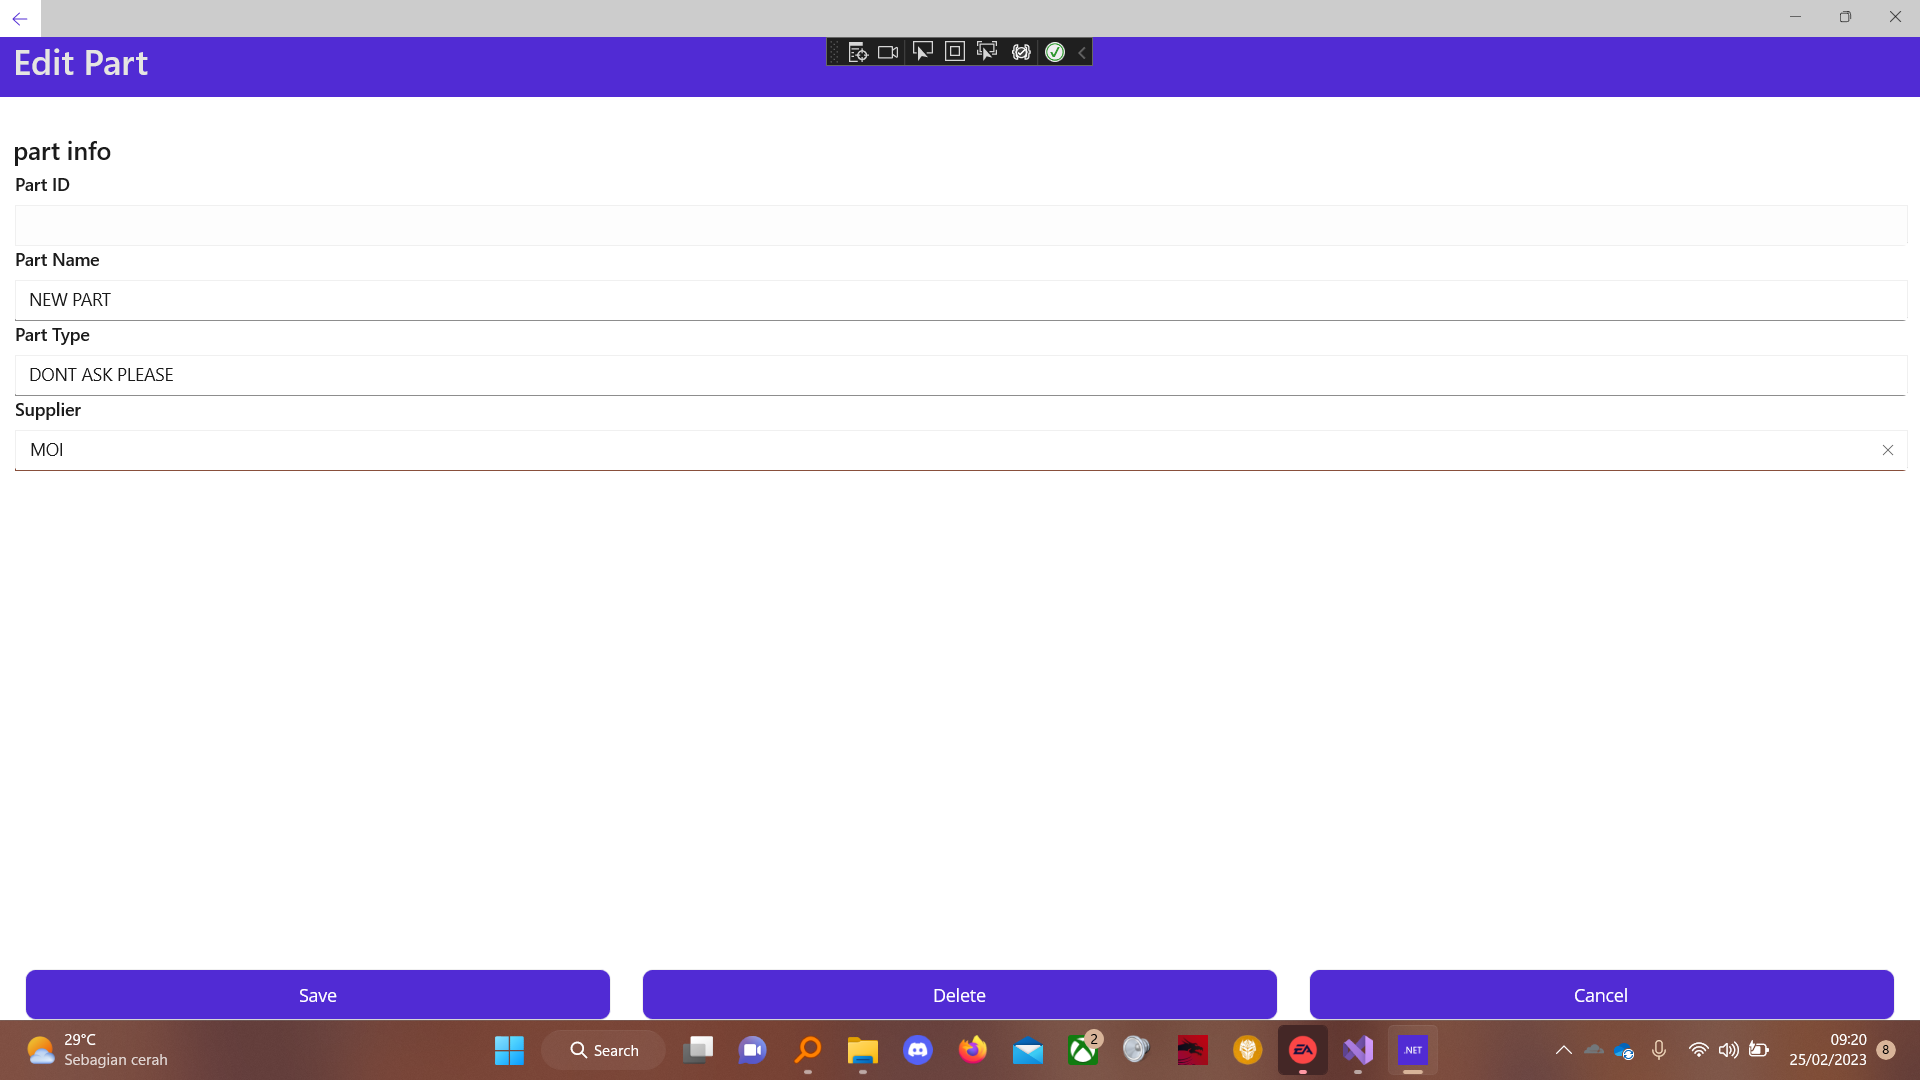 Edit Part
part info
Part ID
Part Name
NEW PART
Part Type
DONT ASK PLEASE
Supplier
MOI
Save
Delete
Cancel
29°C
Sebagian cerah
Search
2
EA
.NET
09:20
25/02/2023
8